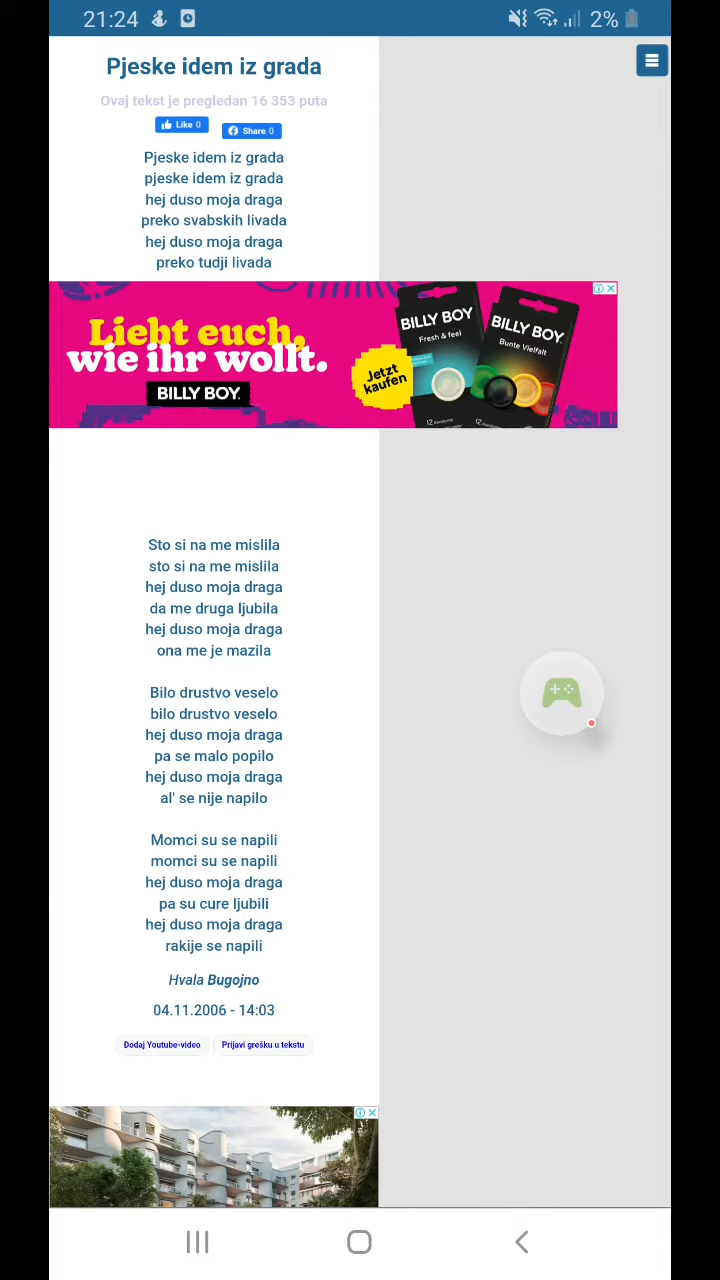 21:24
2%
Pjeske idem iz grada
Ovaj tekst je pregledan 16 353 puta
Like 0
Share 0
Pjeske idem iz grada
pjeske idem iz grada
hej duso moja draga
preko svabskih livada
hej duso moja draga
preko tudji livada
Liebt euch,
wie ihr wollt.
BILLY BOY.
Jetzt
kaufen
BILLY BOY
Fresh & feel
BILLY BOY.
Bunte Vielfalt
Sto si na me mislila
sto si na me mislila
hej duso moja draga
da me druga ljubila
hej duso moja draga
ona me je mazila
Bilo drustvo veselo
bilo drustvo veselo
hej duso moja draga
pa se malo popilo
hej duso moja draga
al' se nije napilo
Momci su se napili
momci su se napili
hej duso moja draga
pa su cure ljubili
hej duso moja draga
rakije se napili
Hvala Bugojno
04.11.2006 - 14:03
Dodaj Youtube-video
Prijavi grešku u tekstu